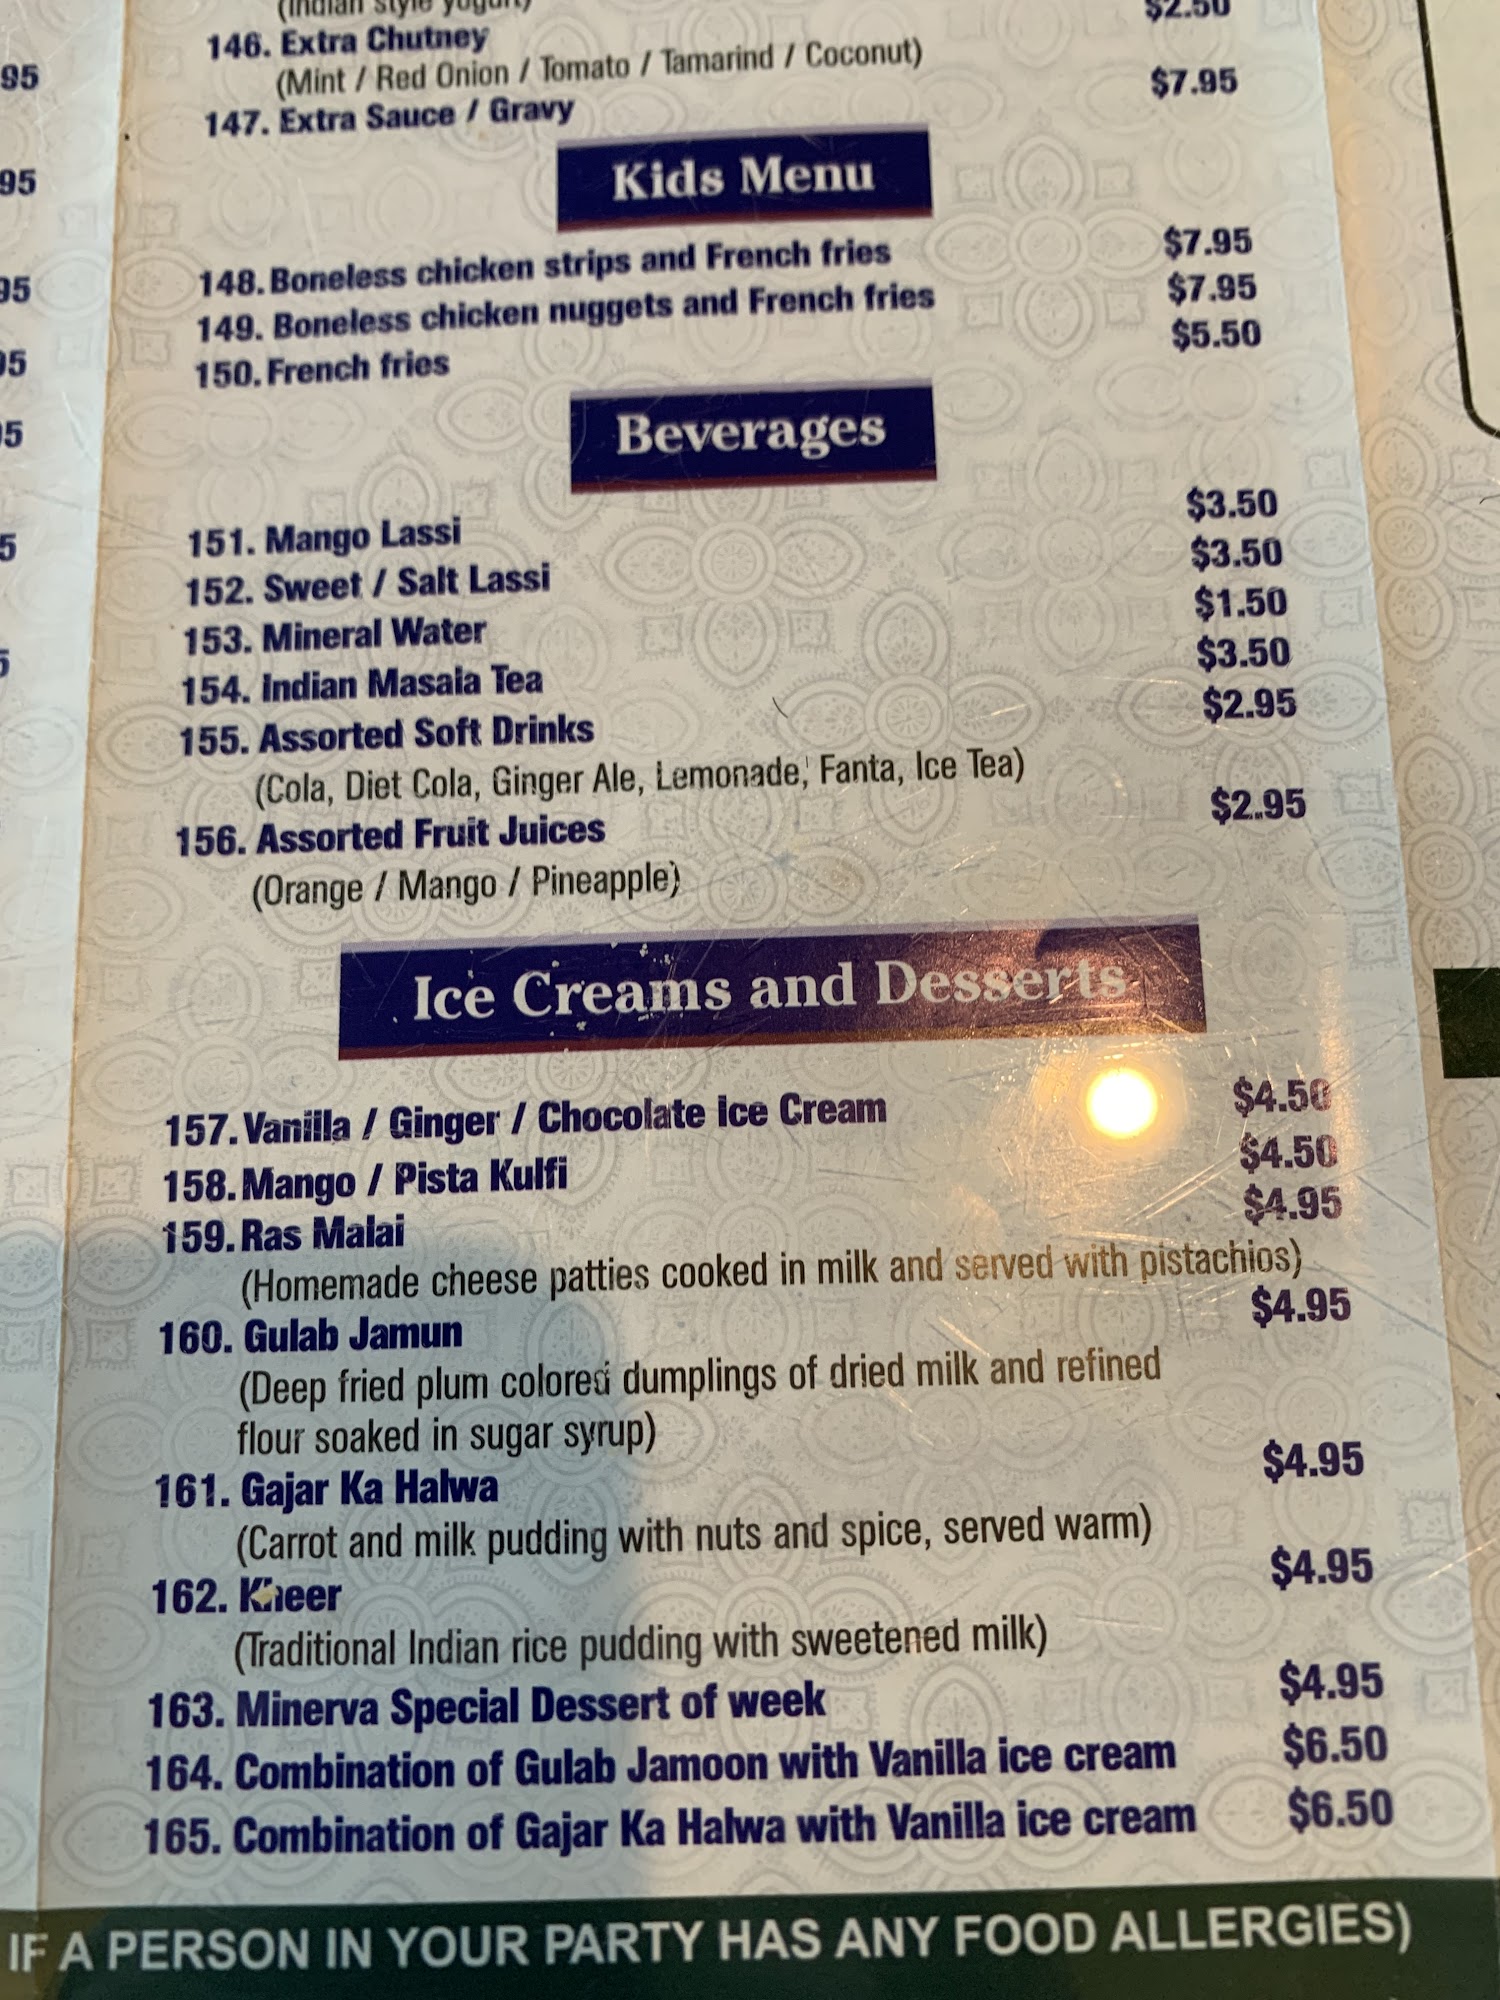 (Indian style yogurt)
146. Extra Chutney $2.50
(Mint / Red Onion / Tomato / Tamarind / Coconut)
147. Extra Sauce / Gravy $7.95
Kids Menu
148. Boneless chicken strips and French fries $7.95
149. Boneless chicken nuggets and French fries $7.95
150. French fries $5.50
Beverages
151. Mango Lassi $3.50
152. Sweet / Salt Lassi $3.50
153. Mineral Water $1.50
154. Indian Masala Tea $3.50
155. Assorted Soft Drinks $2.95
(Cola, Diet Cola, Ginger Ale, Lemonade, Fanta, Ice Tea)
156. Assorted Fruit Juices $2.95
(Orange / Mango / Pineapple)
Ice Creams and Desserts
157. Vanilla / Ginger / Chocolate ice Cream $4.50
158. Mango / Pista Kulfi $4.50
159. Ras Malai $4.95
(Homemade cheese patties cooked in milk and served with pistachios)
160. Gulab Jamun $4.95
(Deep fried plum colored dumplings of dried milk and refined
flour soaked in sugar syrup)
161. Gajar Ka Halwa $4.95
(Carrot and milk pudding with nuts and spice, served warm)
162. Kheer $4.95
(Traditional Indian rice pudding with sweetened milk)
163. Minerva Special Dessert of week $4.95
164. Combination of Gulab Jamoon with Vanilla ice cream $6.50
165. Combination of Gajar Ka Halwa with Vanilla ice cream $6.50
IF A PERSON IN YOUR PARTY HAS ANY FOOD ALLERGIES)